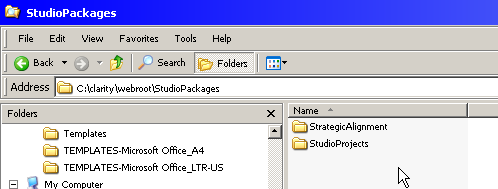 StudioPackages
File Edit View Favorites Tools Help
Back Search Folders
Address C:\clarity\webroot\StudioPackages
Folders
Templates
TEMPLATES-Microsoft Office_A4
TEMPLATES-Microsoft Office_LTR-US
My Computer
Name
StrategicAlignment
StudioProjects